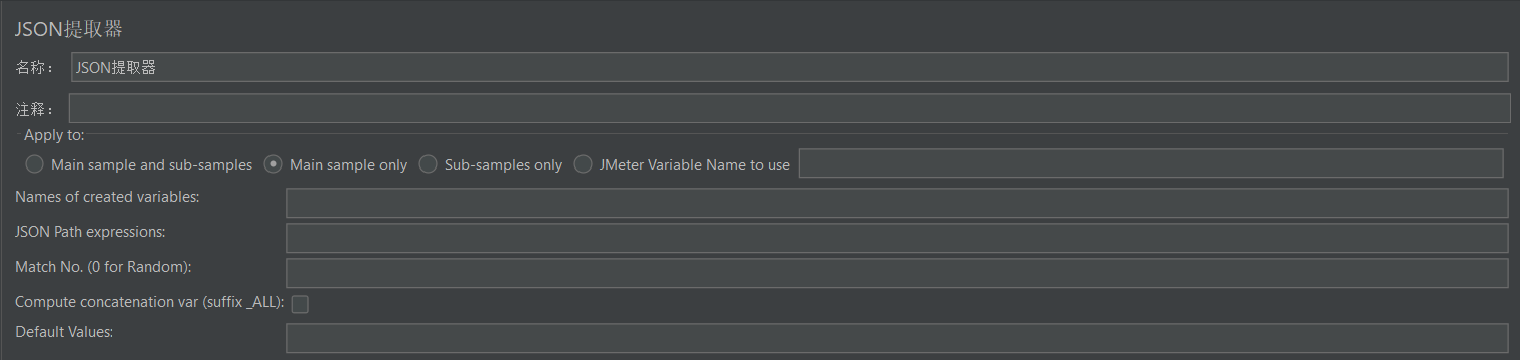 JSON提取器
名称： JSON提取器
注释：
Apply to:
Main sample and sub-samples Main sample only Sub-samples only JMeter Variable Name to use
Names of created variables:
JSON Path expressions:
Match No. (0 for Random):
Compute concatenation var (suffix _ALL):
Default Values: